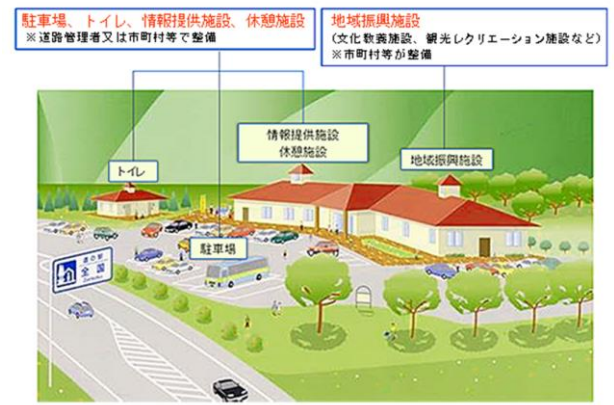 駐車場、トイレ、情報提供施設、休憩施設
※道路管理者又は市町村等で整備
地域振興施設
(文化教養施設、観光レクリエーション施設など)
※市町村等が整備
情報提供施設
休憩施設
トイレ
地域振興施設
駐車場
道の駅
全国